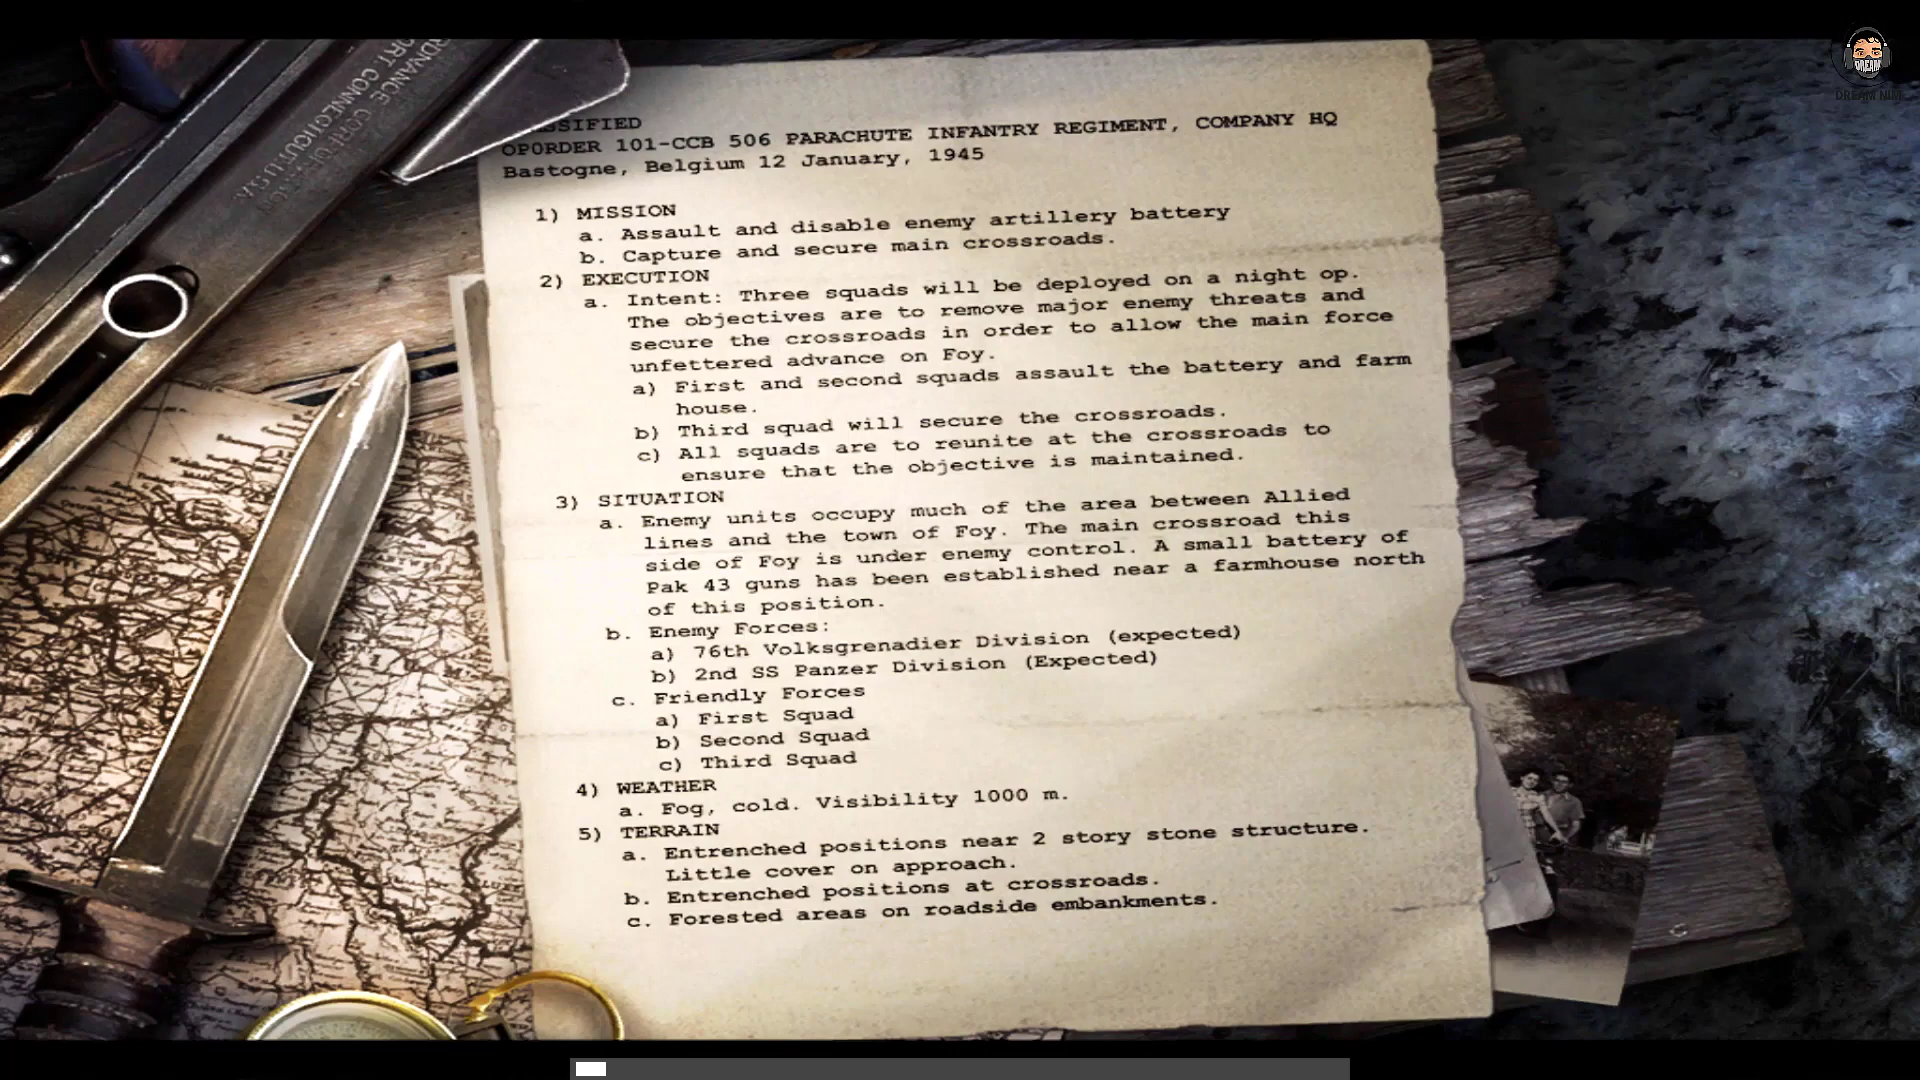 SSIFIED
OPORDER 101-CCB 506 PARACHUTE INFANTRY REGIMENT, COMPANY HQ
Bastogne, Belgium 12 January, 1945
1) MISSION
a. Assault and disable enemy artillery battery
b. Capture and secure main crossroads.
2) EXECUTION
a. Intent: Three squads will be deployed on a night op.
The objectives are to remove major enemy threats and
secure the crossroads in order to allow the main force
unfettered advance on Foy.
a) First and second squads assault the battery and farm
house.
b) Third squad will secure the crossroads.
c) All squads are to reunite at the crossroads to
ensure that the objective is maintained.
3) SITUATION
a. Enemy units occupy much of the area between Allied
lines and the town of Foy. The main crossroad this
side of Foy is under enemy control. A small battery of
Pak 43 guns has been established near a farmhouse north
of this position.
b. Enemy Forces:
a) 76th Volksgrenadier Division (expected)
b) 2nd SS Panzer Division (Expected)
c. Friendly Forces
a) First Squad
b) Second Squad
c) Third Squad
4) WEATHER
a. Fog, cold. Visibility 1000 m.
5) TERRAIN
a. Entrenched positions near 2 story stone structure.
Little cover on approach.
b. Entrenched positions at crossroads.
c. Forested areas on roadside embankments.
DREAM
DREAM NIM